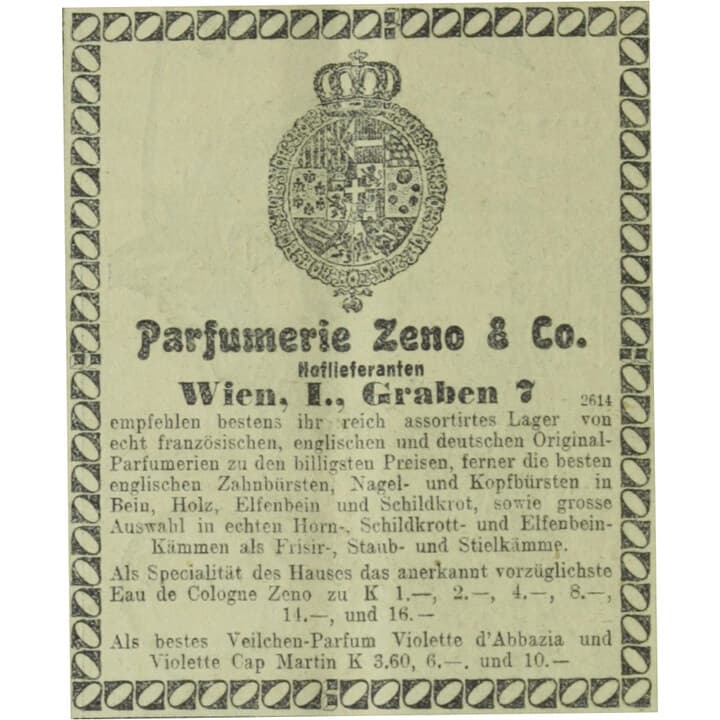 Parfumerie Zeno & Co.
Hoflieferanten
Wien, I., Graben 7 2614
empfehlen bestens ihr reich assortirtes Lager von
echt französischen, englischen und deutschen Original-
Parfumerien zu den billigsten Preisen, ferner die besten
englischen Zahnbürsten, Nagel- und Kopfbürsten in
Bein, Holz, Elfenbein und Schildkrot, sowie grosse
Auswahl in echten Horn-, Schildkrott- und Elfenbein-
Kämmen als Frisir-, Staub- und Stielkämme.
Als Specialität des Hauses das anerkannt vorzüglichste
Eau de Cologne Zeno zu K 1.—, 2.—, 4.—, 8.—,
14.—, und 16.—
Als bestes Veilchen-Parfum Violette d'Abbazia und
Violette Cap Martin K 3.60, 6.—. und 10.—